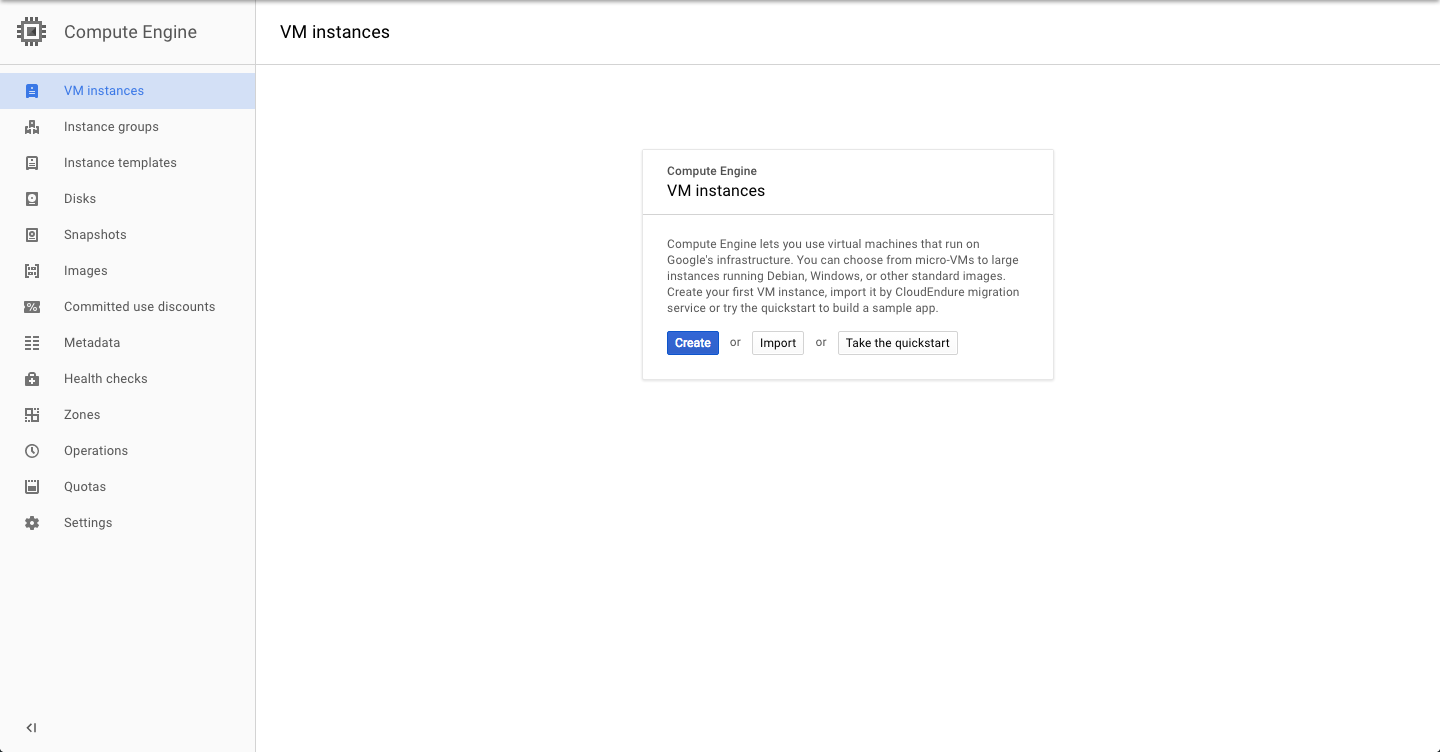 Compute Engine
VM instances
VM instances
Instance groups
Instance templates
Disks
Snapshots
Images
Committed use discounts
Metadata
Health checks
Zones
Operations
Quotas
Settings
Compute Engine
VM instances
Compute Engine lets you use virtual machines that run on
Google's infrastructure. You can choose from micro-VMs to large
instances running Debian, Windows, or other standard images.
Create your first VM instance, import it by CloudEndure migration
service or try the quickstart to build a sample app.
Create or Import or Take the quickstart